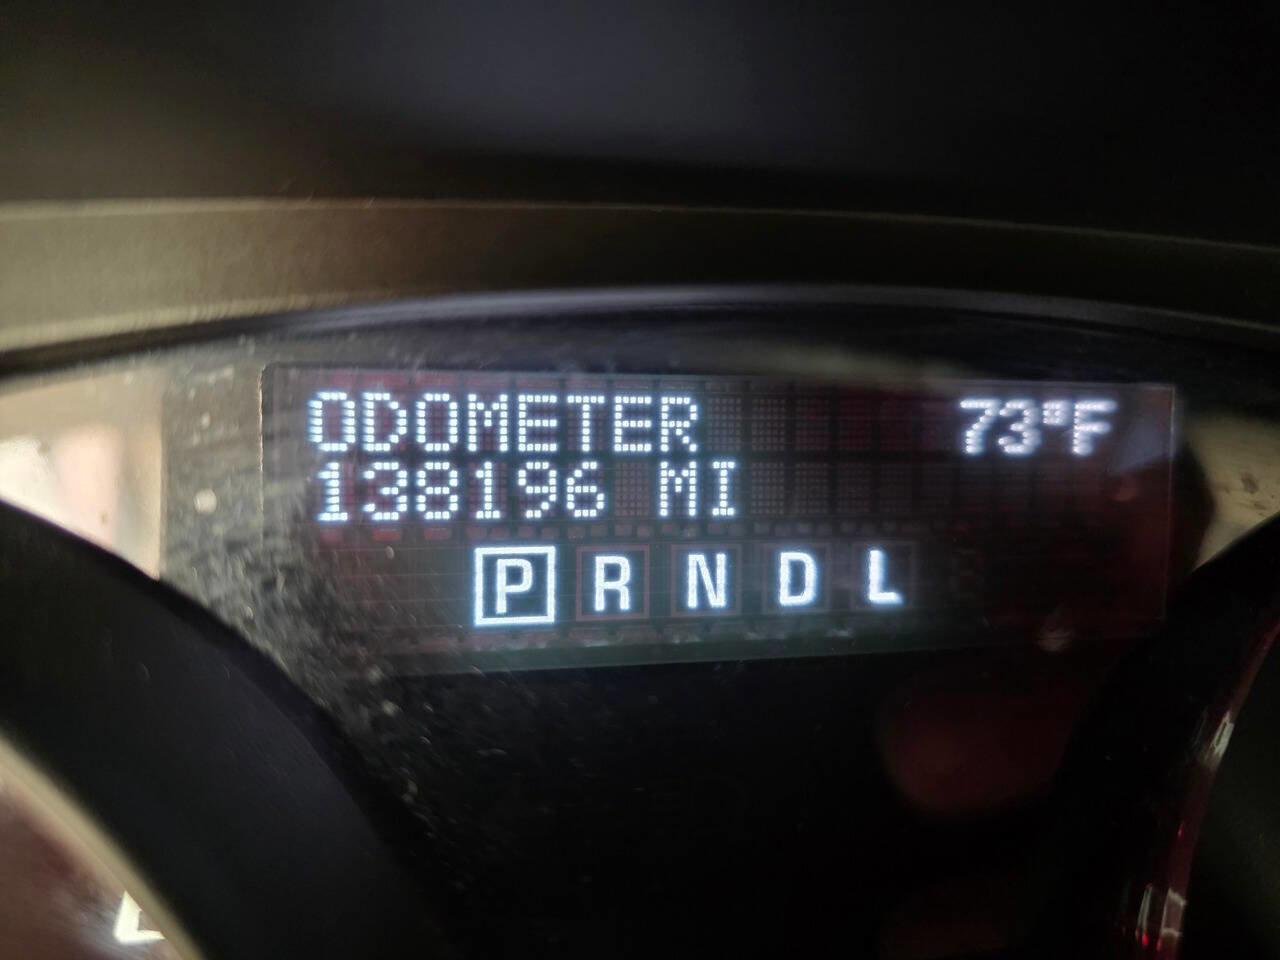 ODOMETER 73°F
138196 MI
P R N D L